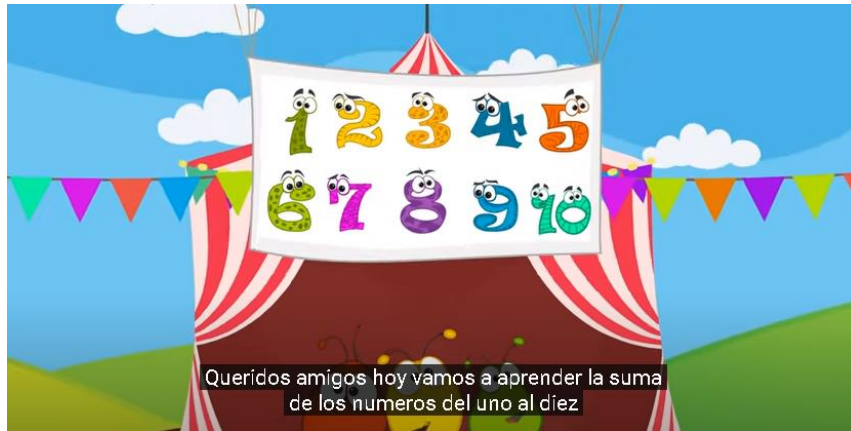 1 2 3 4 5
6 7 8 9 10
Queridos amigos hoy vamos a aprender la suma
de los numeros del uno al diez